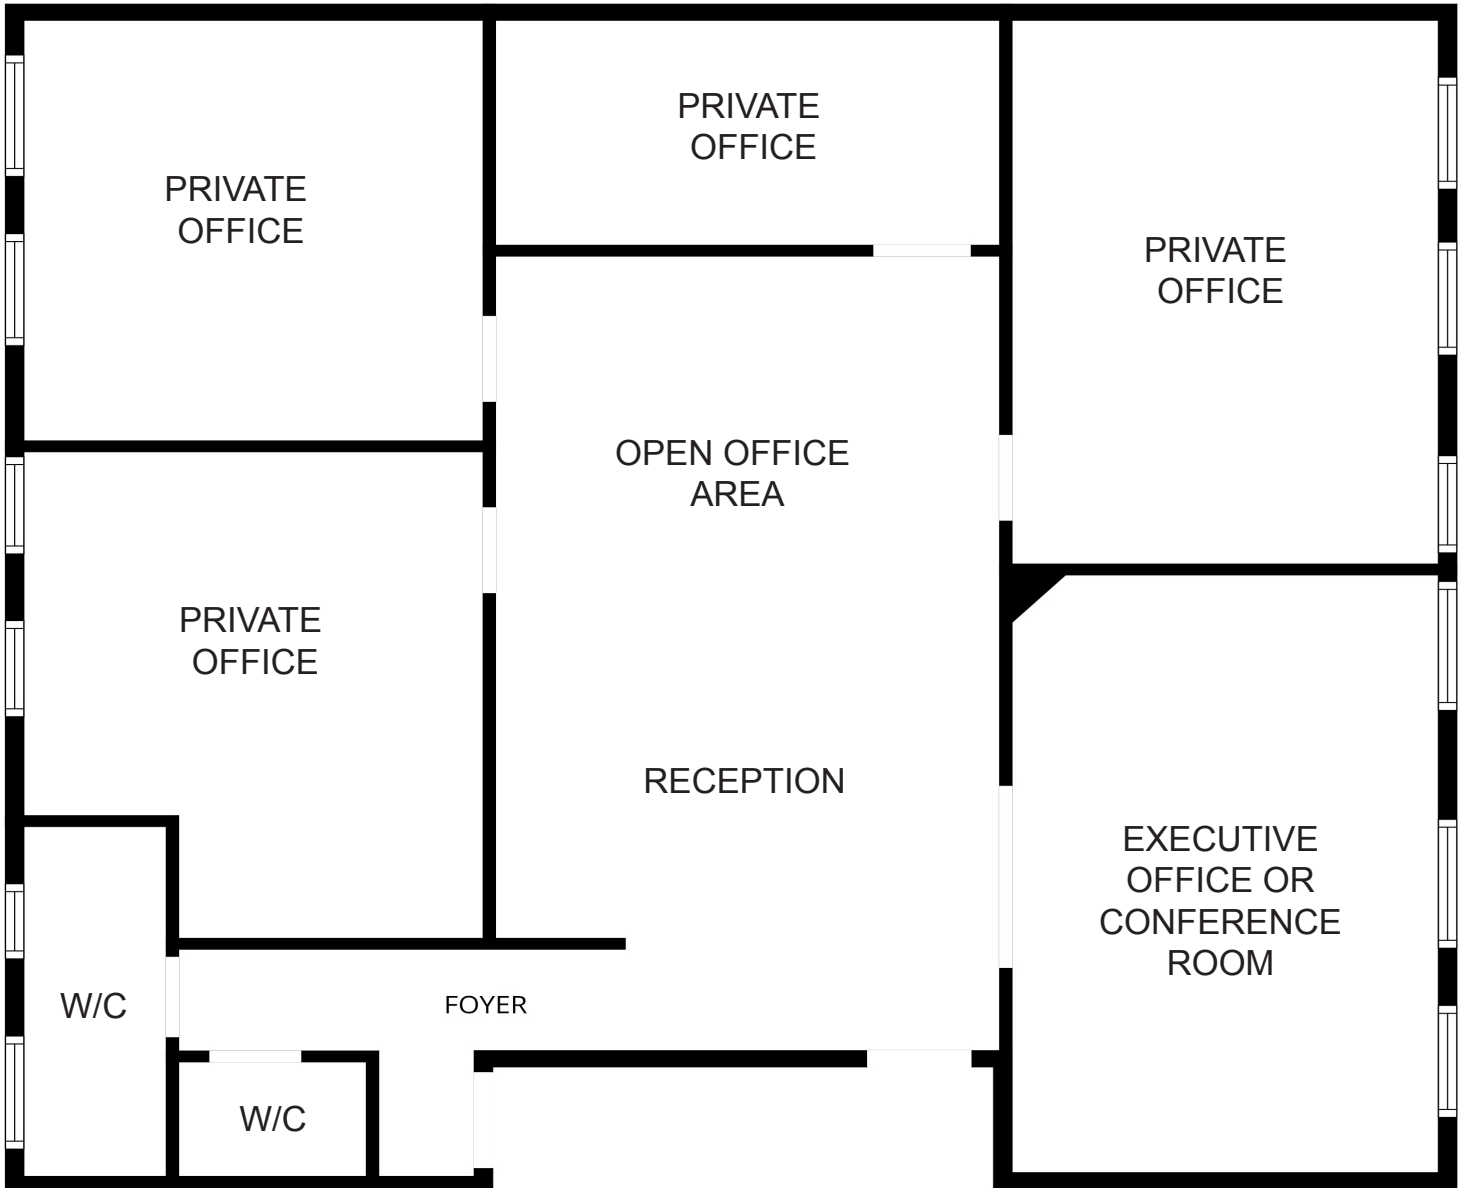 PRIVATE
OFFICE
PRIVATE
OFFICE
PRIVATE
OFFICE
OPEN OFFICE
AREA
PRIVATE
OFFICE
RECEPTION
EXECUTIVE
OFFICE OR
CONFERENCE
ROOM
W/C
FOYER
W/C